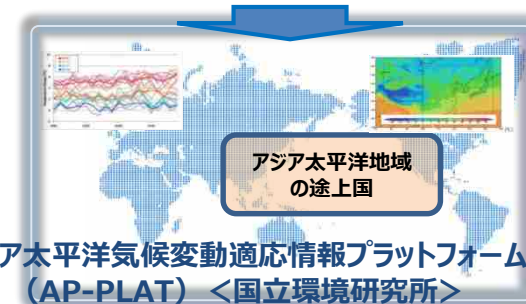 アジア太平洋地域
の途上国
ア太平洋気候変動適応情報プラットフォーム
（AP-PLAT）＜国立環境研究所＞